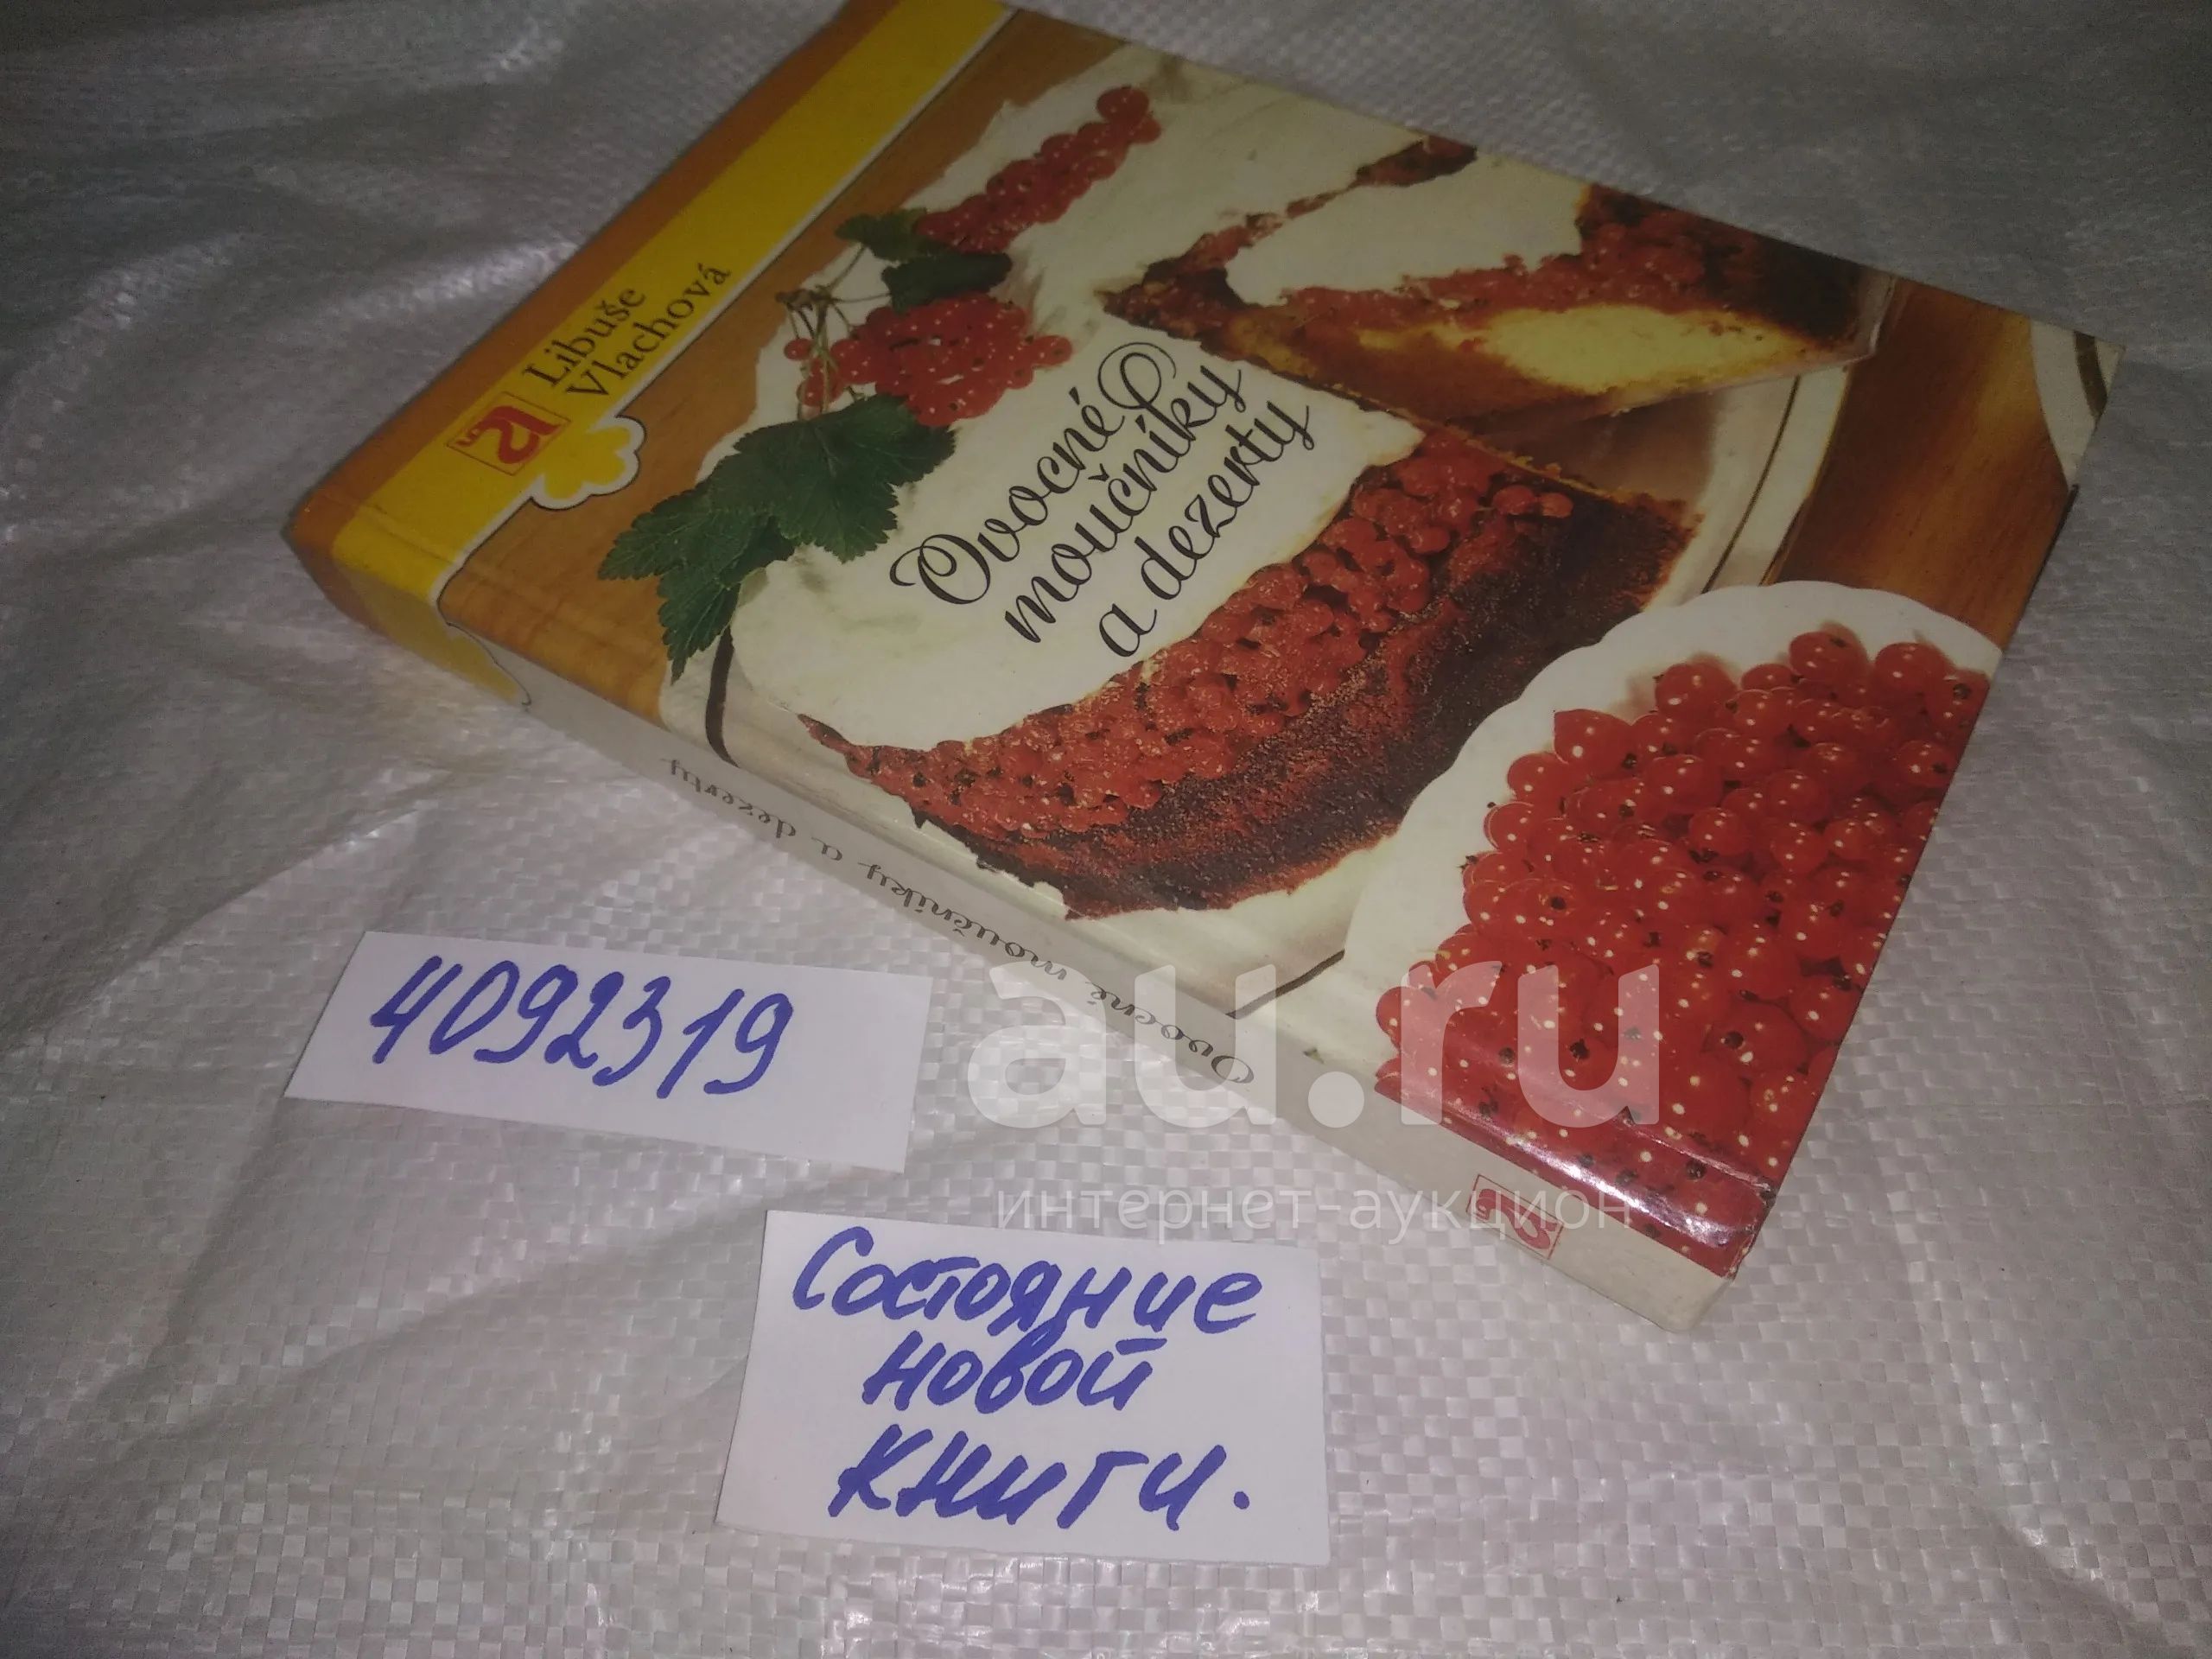 Libuše
Vlachová
Ovocné
moučníky
a dezerty
Ovocné moučníky a dezerty
4092319
au.ru
интернет-аукцион
Состояние
новой
книги.